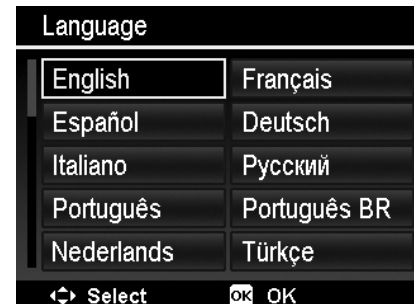 Language
English Français
Español Deutsch
Italiano Русский
Português Português BR
Nederlands Türkçe
Select OK OK